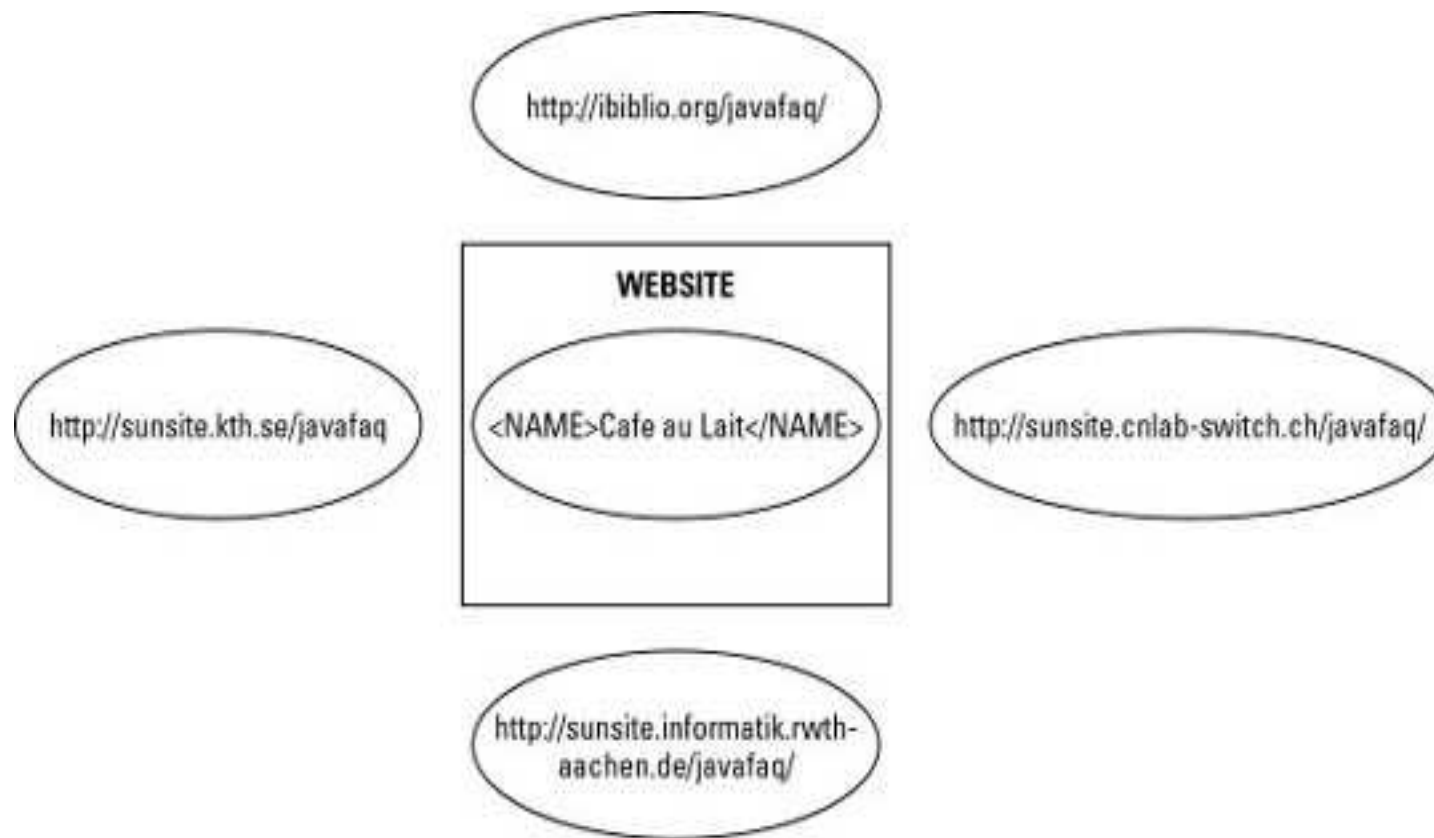 http://ibiblio.org/javafaq/
WEBSITE
http://sunsite.kth.se/javafaq
<NAME>Cafe au Lait</NAME>
http://sunsite.cnlab-switch.ch/javafaq/
http://sunsite.informatik.rwth-
aachen.de/javafaq/